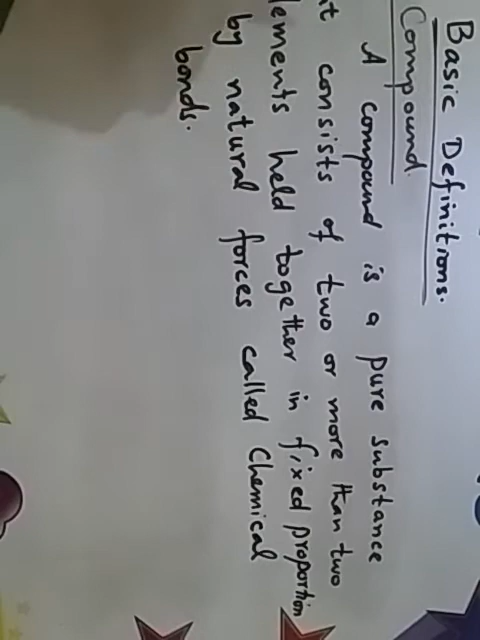 Basic Definitions.
Compound.
A compound is a pure substance
t consists of two or more than two
lements held together in fixed proportion
by natural forces called Chemical
bonds.